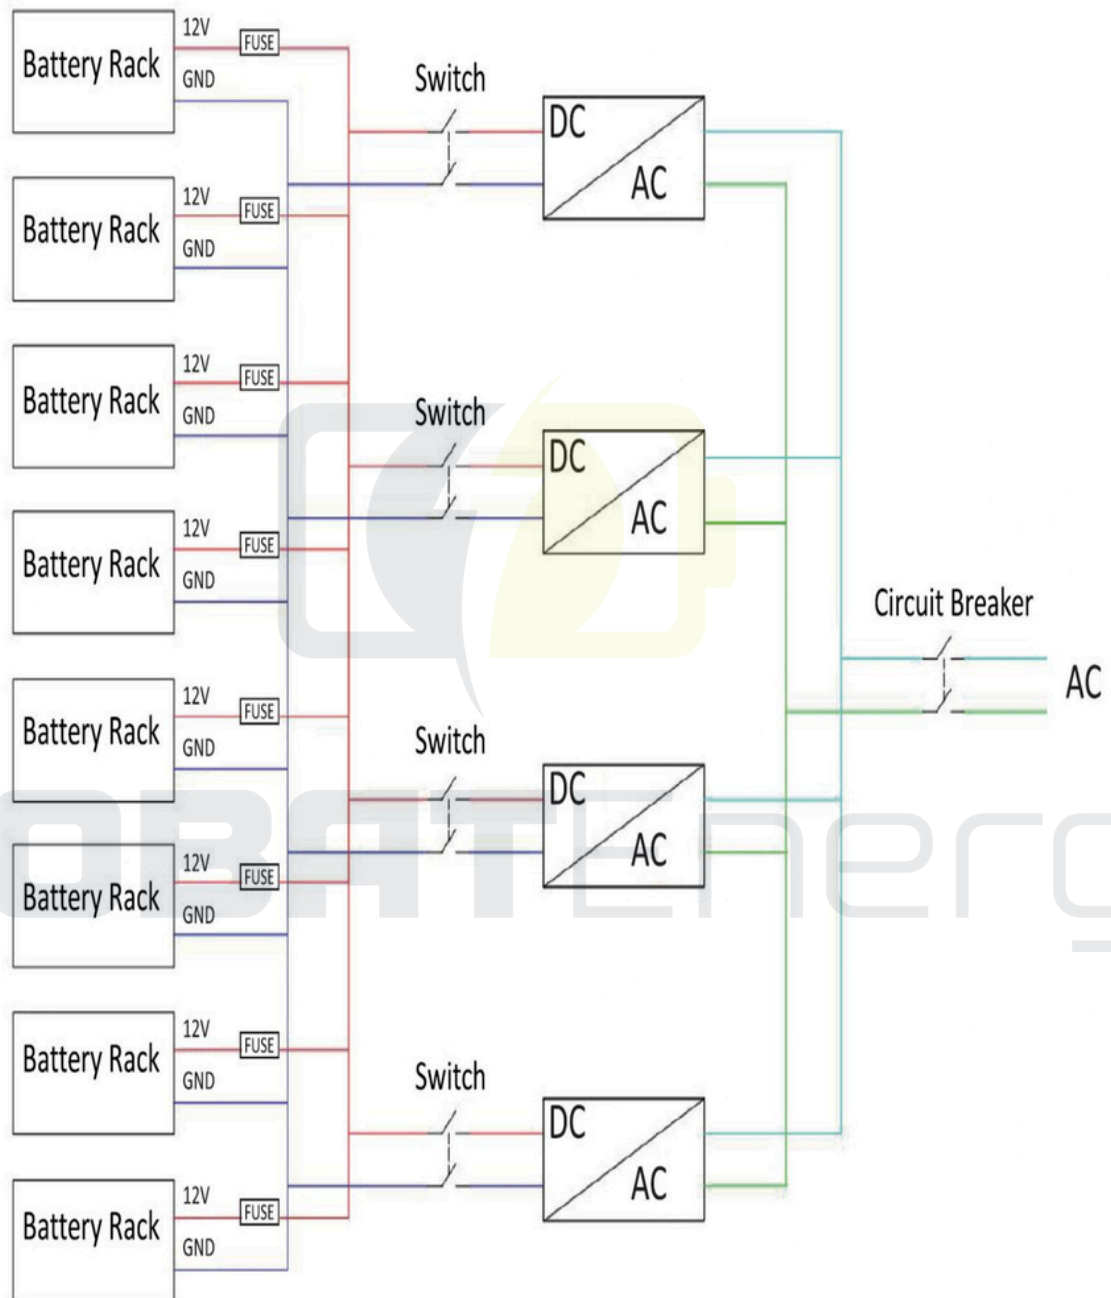 Battery Rack
12V
FUSE
GND
Switch
DC
AC
Battery Rack
12V
FUSE
GND
Battery Rack
12V
FUSE
GND
Switch
DC
AC
Battery Rack
12V
FUSE
GND
Circuit Breaker
AC
Battery Rack
12V
FUSE
GND
Switch
DC
AC
Battery Rack
12V
FUSE
GND
OBATEnerg
Battery Rack
12V
FUSE
GND
Switch
DC
AC
Battery Rack
12V
FUSE
GND